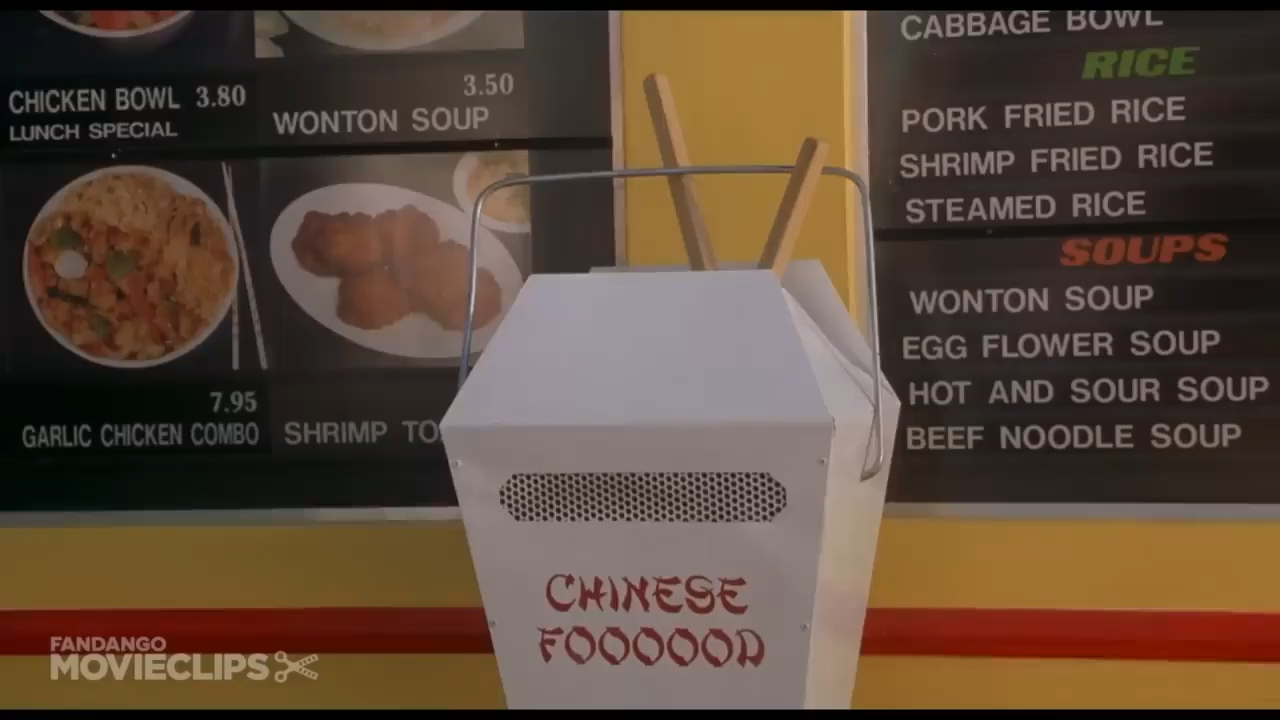 CHICKEN BOWL 3.80
LUNCH SPECIAL
3.50
WONTON SOUP
7.95
GARLIC CHICKEN COMBO
SHRIMP TO
CABBAGE BOWL
RICE
PORK FRIED RICE
SHRIMP FRIED RICE
STEAMED RICE
SOUPS
WONTON SOUP
EGG FLOWER SOUP
HOT AND SOUR SOUP
BEEF NOODLE SOUP
CHINESE
FOOOOOD
FANDANGO
MOVIECLIPS